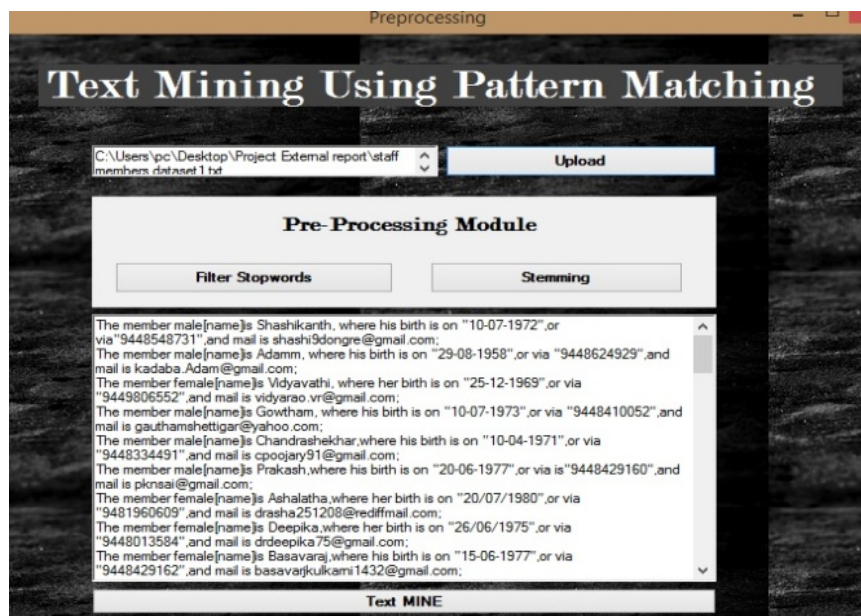 Preprocessing
Text Mining Using Pattern Matching
C:\Users\pc\Desktop\Project External report\staff
members dataset1.txt
Upload
Pre-Processing Module
Filter Stopwords
Stemming
The member male[name]is Shashikanth, where his birth is on "10-07-1972",or
via"9448548731",and mail is shashi9dongre@gmail.com;
The member male[name]is Adamm, where his birth is on "29-08-1958",or via "9448624929",and
mail is kadaba.Adam@gmail.com;
The member female[name]is Vidyavathi, where her birth is on "25-12-1969",or via
"9449806552",and mail is vidyarao.vr@gmail.com;
The member male[name]is Gowtham, where his birth is on "10-07-1973",or via "9448410052",and
mail is gauthamshettigar@yahoo.com;
The member male[name]is Chandrashekhar,where his birth is on "10-04-1971",or via
"9448334491",and mail is cpoojary91@gmail.com;
The member male[name]is Prakash,where his birth is on "20-06-1977",or via is"9448429160",and
mail is pknsai@gmail.com;
The member female[name]is Ashalatha,where her birth is on "20/07/1980",or via
"9481960609",and mail is drasha251208@rediffmail.com;
The member female[name]is Deepika,where her birth is on "26/06/1975",or via
"9448013584",and mail is drdeepika75@gmail.com;
The member female[name]is Basavaraj,where his birth is on "15-06-1977",or via
"9448429162",and mail is basavarjkulkarni1432@gmail.com;
Text MINE